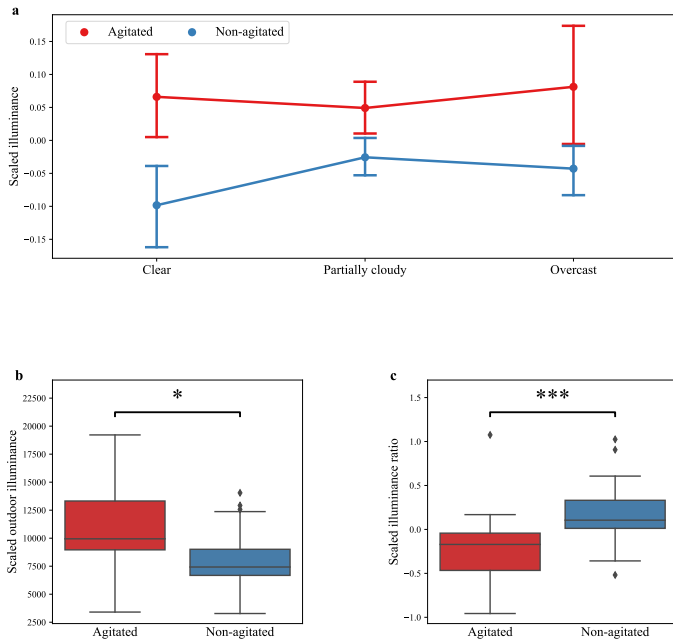 a
Agitated Non-agitated
0.15
0.10
0.05
0.00
−0.05
−0.10
−0.15
Scaled illuminance
Clear Partially cloudy Overcast
b
22500
20000
17500
15000
12500
10000
7500
5000
2500
Scaled outdoor illuminance
*
Agitated Non-agitated
c
1.5
1.0
0.5
0.0
−0.5
−1.0
Scaled illuminance ratio
***
Agitated Non-agitated